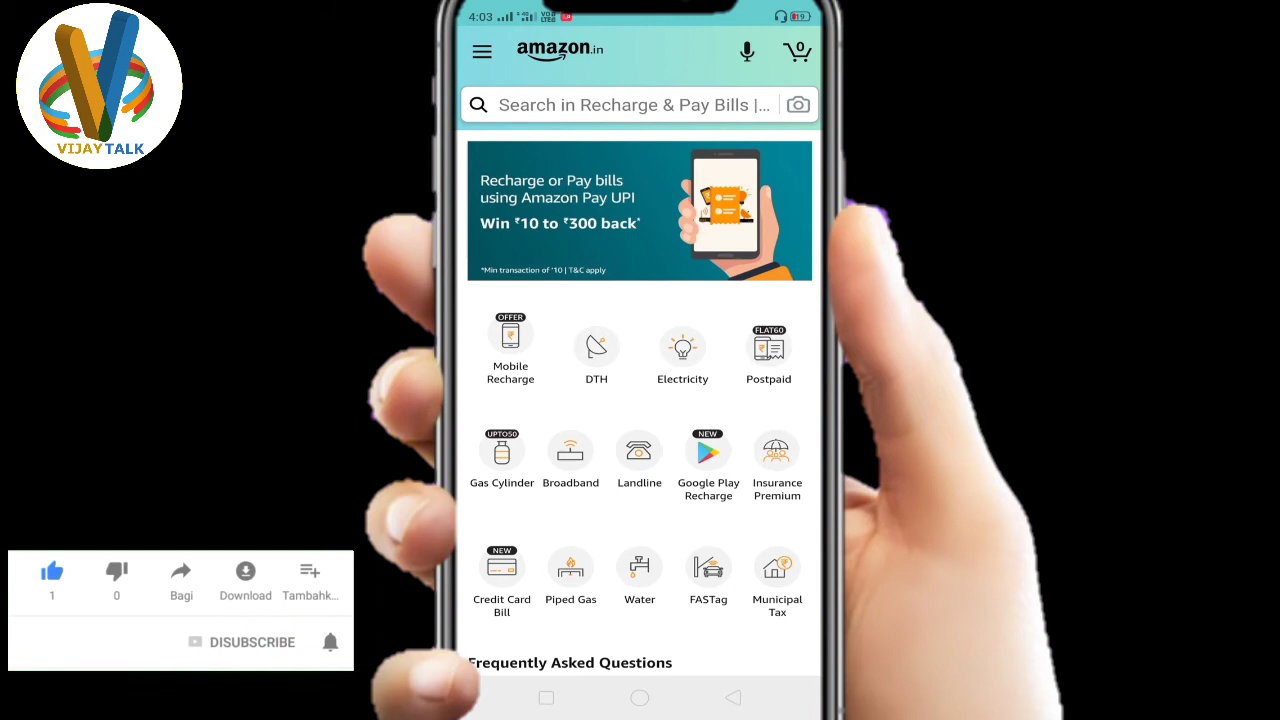 VIJAY TALK
4:03
19
amazon.in
0
Search in Recharge & Pay Bills |...
Recharge or Pay bills
using Amazon Pay UPI
Win ₹10 to ₹300 back*
*Min transaction of ₹10 | T&C apply
OFFER
Mobile
Recharge
DTH
Electricity
FLAT60
Postpaid
UPTO50
Gas Cylinder
Broadband
Landline
NEW
Google Play
Recharge
Insurance
Premium
NEW
Credit Card
Bill
Piped Gas
Water
FASTag
Municipal
Tax
Frequently Asked Questions
1
0
Bagi
Download
Tambahk...
DISUBSCRIBE